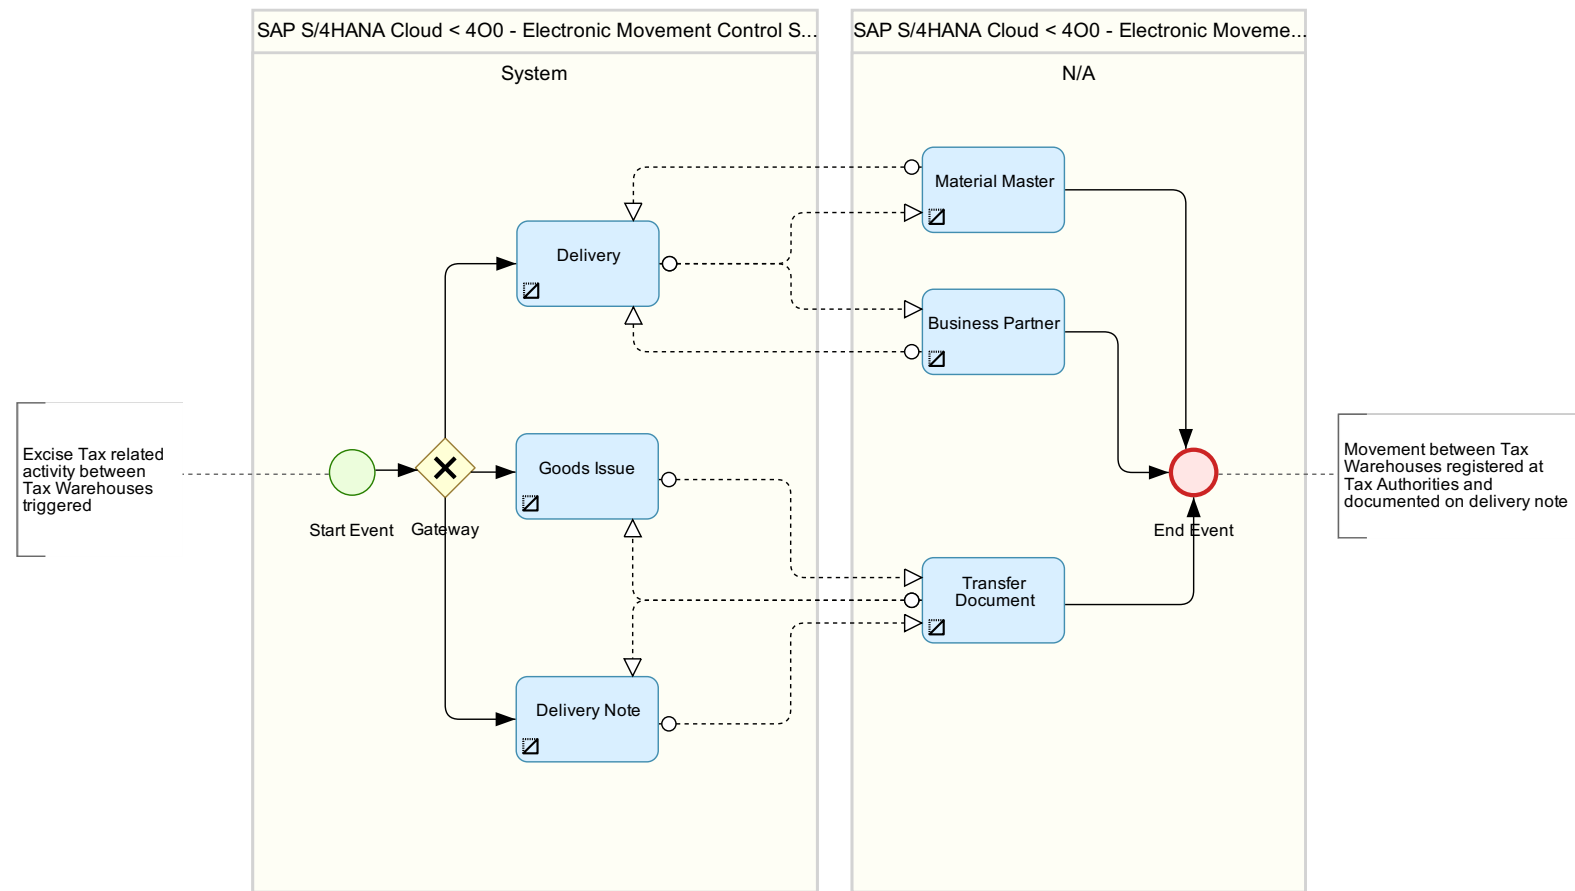 SAP S/4HANA Cloud < 4O0 - Electronic Movement Control S...
SAP S/4HANA Cloud < 4O0 - Electronic Moveme...
System
N/A
Material Master
Delivery
Business Partner
Excise Tax related
activity between
Tax Warehouses
triggered
Start Event
Gateway
Goods Issue
Movement between Tax
Warehouses registered at
Tax Authorities and
documented on delivery note
End Event
Transfer
Document
Delivery Note